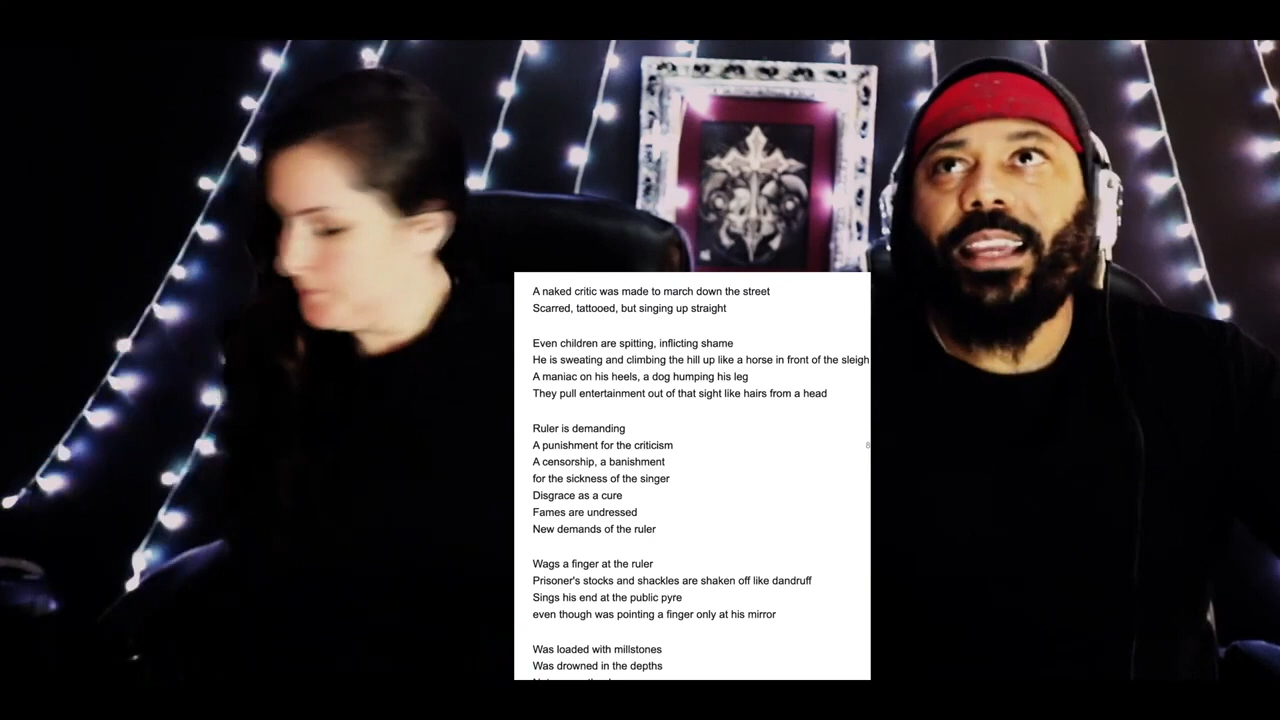 A naked critic was made to march down the street
Scarred, tattooed, but singing up straight
Even children are spitting, inflicting shame
He is sweating and climbing the hill up like a horse in front of the sleigh
A maniac on his heels, a dog humping his leg
They pull entertainment out of that sight like hairs from a head
Ruler is demanding
A punishment for the criticism
8
A censorship, a banishment
for the sickness of the singer
Disgrace as a cure
Fames are undressed
New demands of the ruler
Wags a finger at the ruler
Prisoner's stocks and shackles are shaken off like dandruff
Sings his end at the public pyre
even though was pointing a finger only at his mirror
Was loaded with millstones
Was drowned in the depths